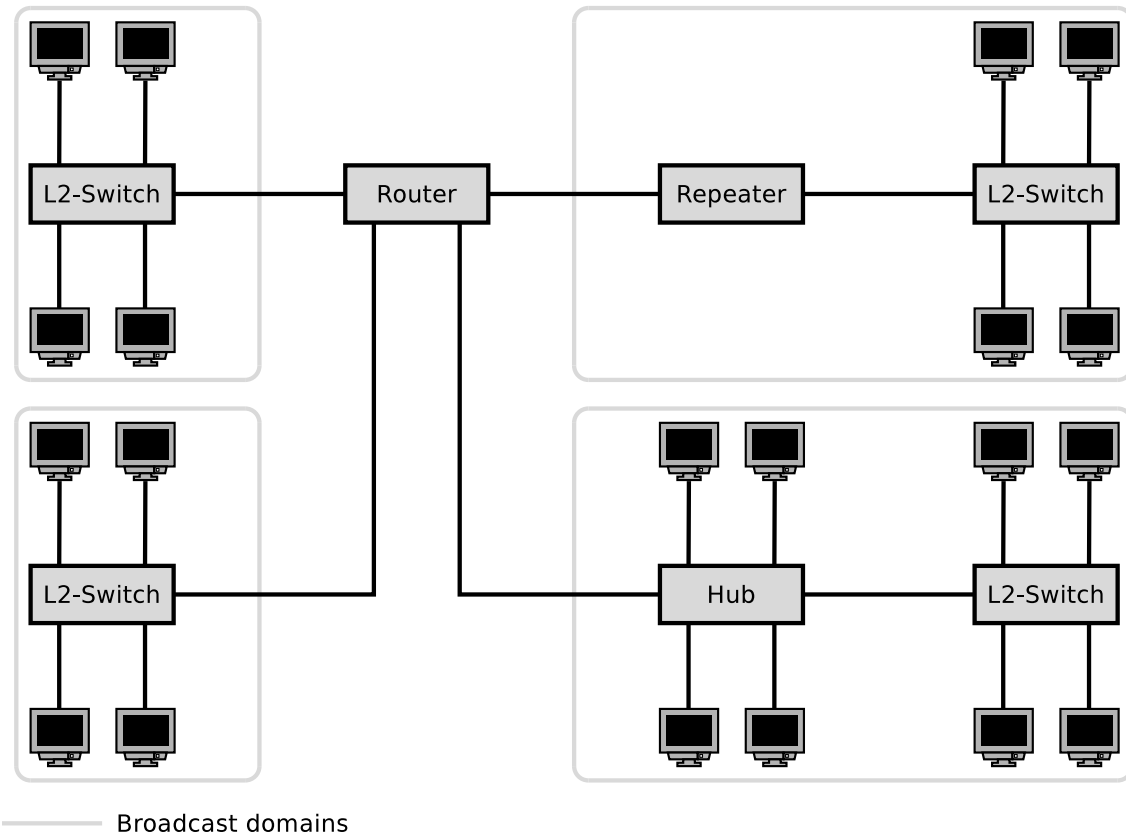 L2-Switch
Router
Repeater
L2-Switch
L2-Switch
Hub
L2-Switch
Broadcast domains